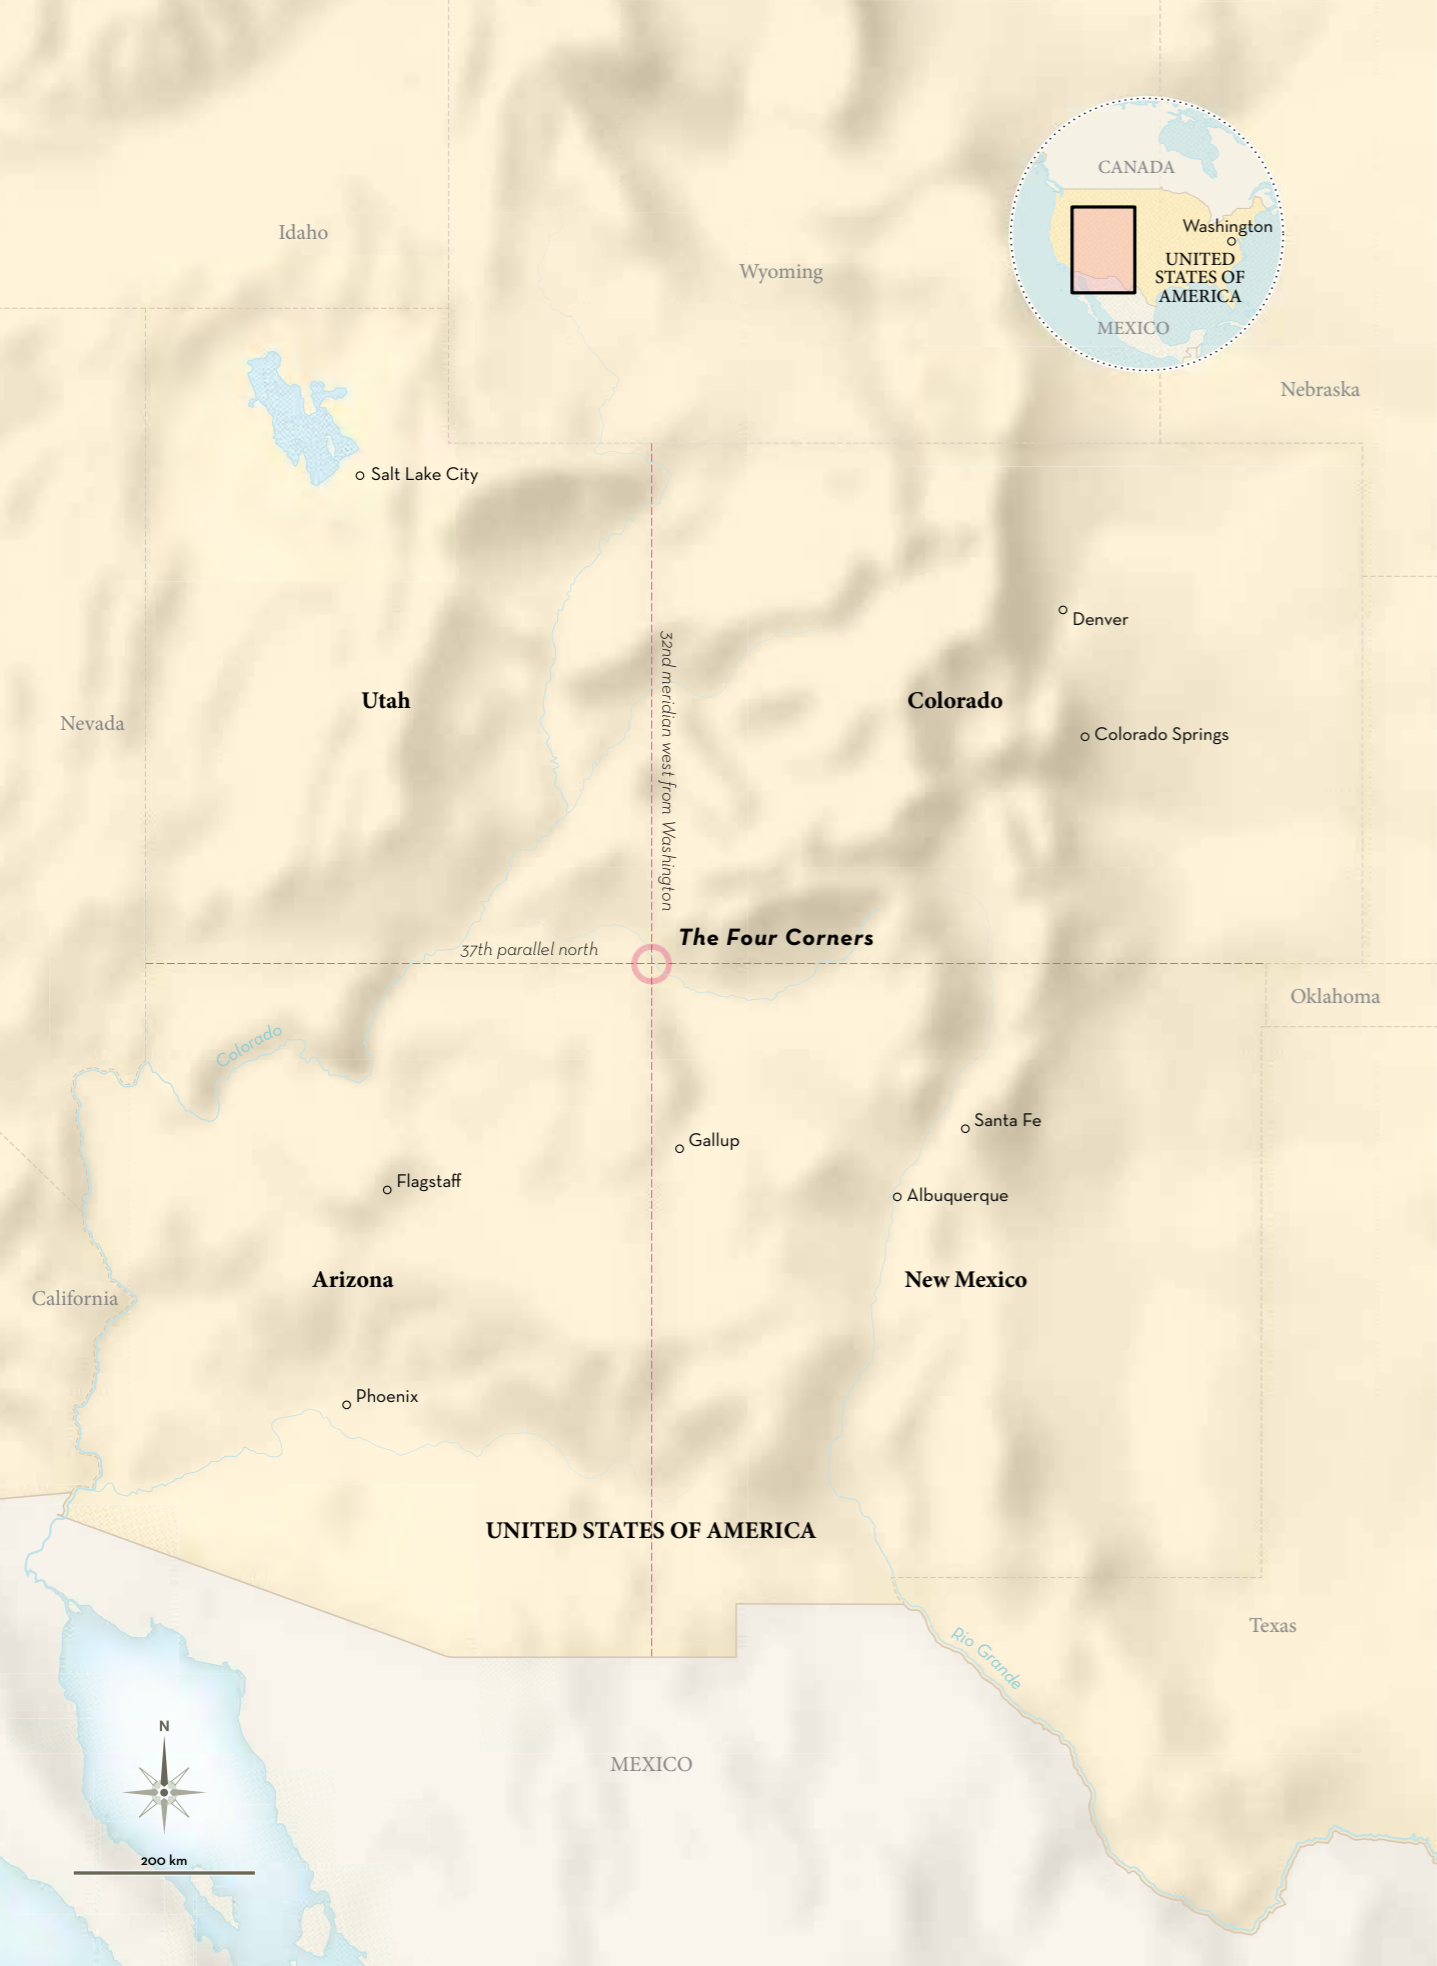 CANADA
Washington
UNITED
STATES OF
AMERICA
MEXICO
Idaho
Wyoming
Nebraska
Salt Lake City
Denver
Utah
Colorado
Nevada
Colorado Springs
32nd meridian west from Washington
The Four Corners
37th parallel north
Oklahoma
Colorado
Santa Fe
Gallup
Flagstaff
Albuquerque
Arizona
New Mexico
California
Phoenix
UNITED STATES OF AMERICA
Texas
Rio Grande
N
MEXICO
200 km